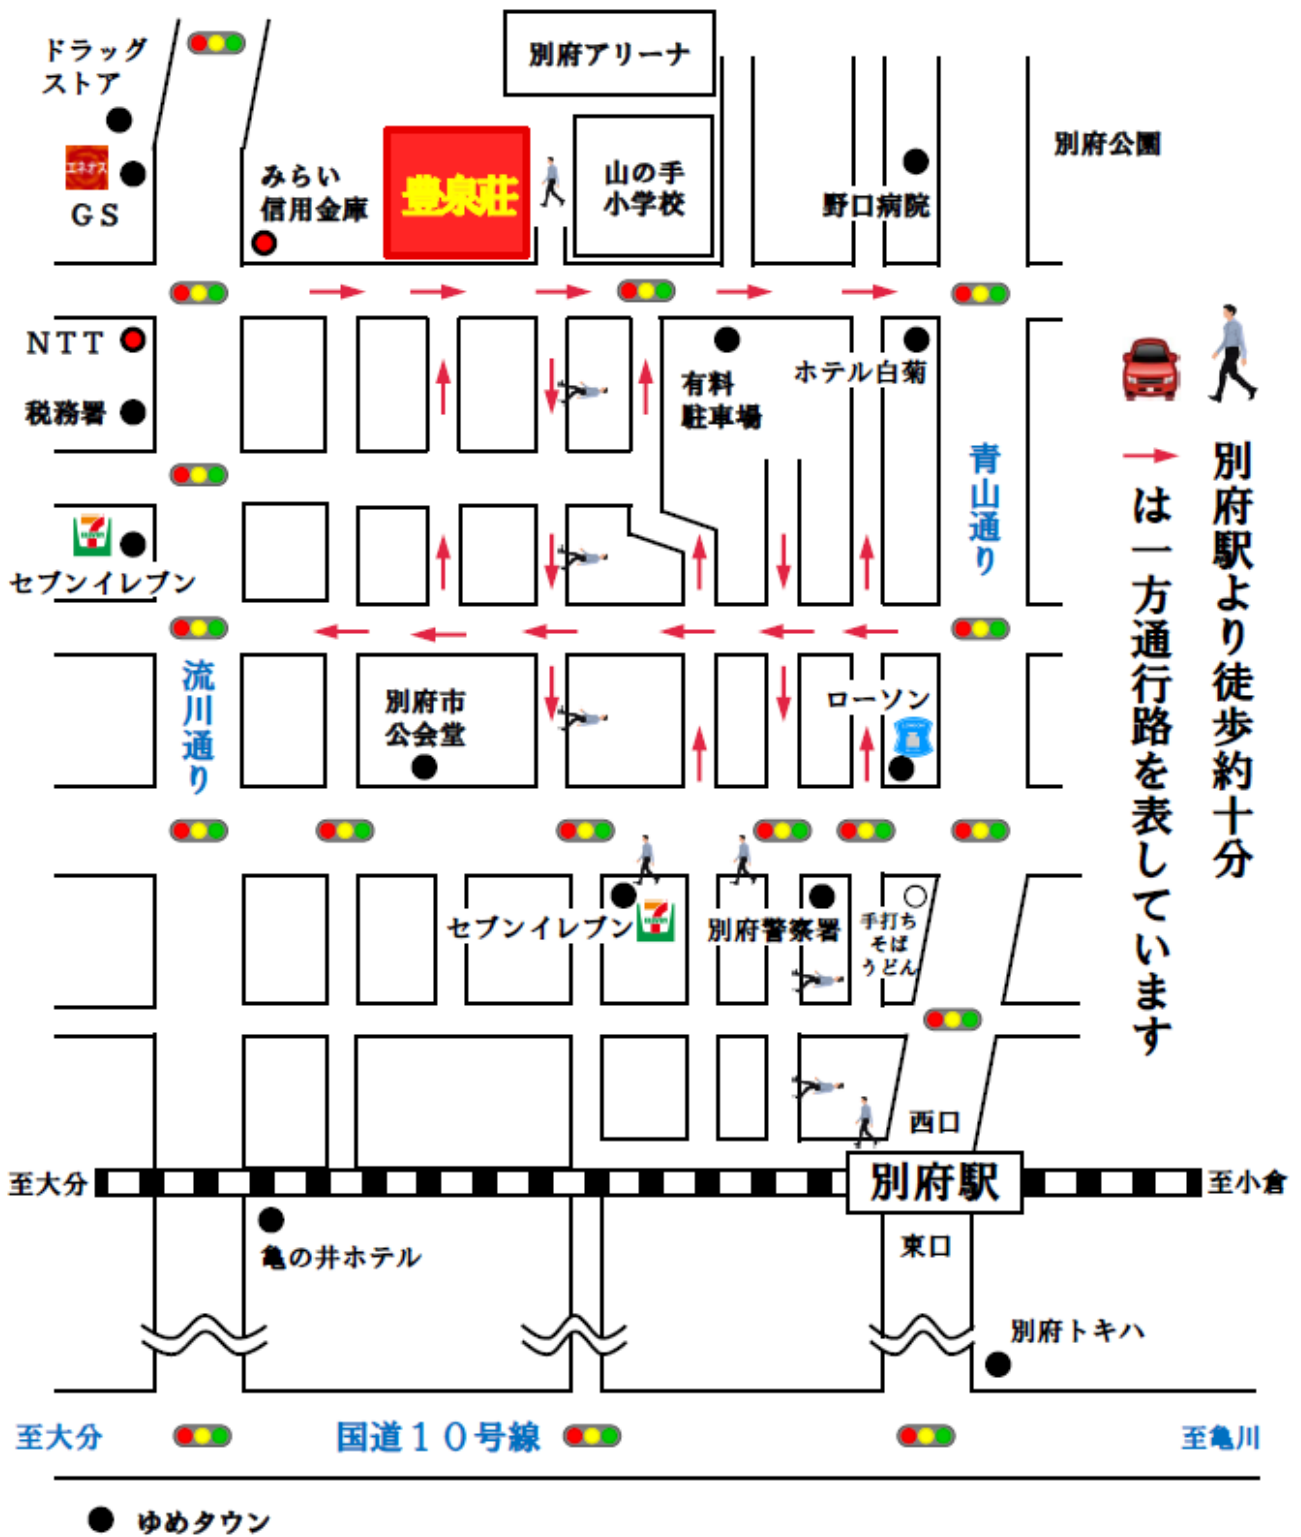 ドラッグ
ストア
別府アリーナ
別府公園
エネオス
GS
みらい
信用金庫
豊泉荘
山の手
小学校
野口病院
NTT
税務署
有料
駐車場
ホテル白菊
別府駅より徒歩約十分
は一方通行路を表しています
青山通り
セブンイレブン
流川通り
別府市
公会堂
ローソン
セブンイレブン
別府警察署
手打ち
そば
うどん
西口
至大分
別府駅
至小倉
東口
亀の井ホテル
別府トキハ
至大分
国道10号線
至亀川
ゆめタウン